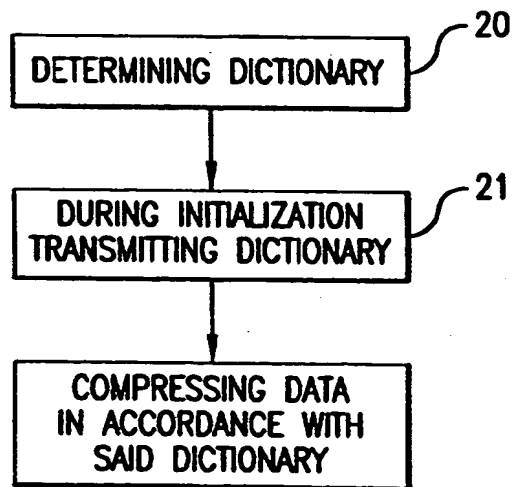 20
DETERMINING DICTIONARY
21
DURING INITIALIZATION
TRANSMITTING DICTIONARY
COMPRESSING DATA
IN ACCORDANCE WITH
SAID DICTIONARY